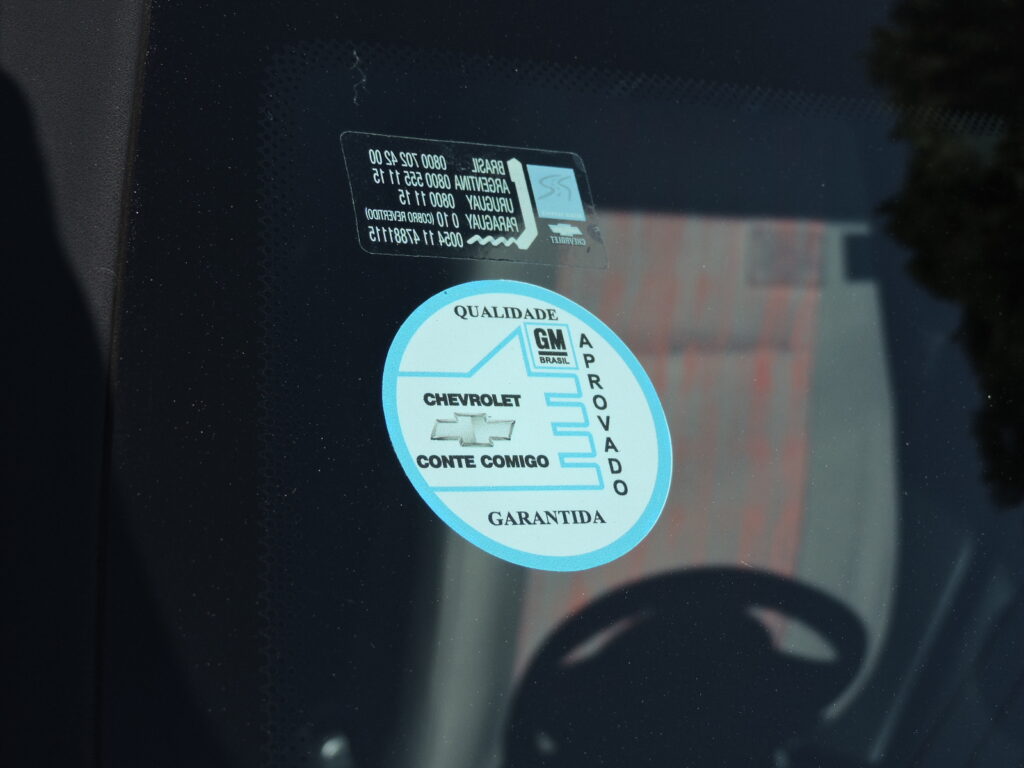 BRASIL 0800 702 42 00
ARGENTINA 0800 555 11 15
URUGUAY 0800 11 15
PARAGUAY 0 10 (COBRO REVERTIDO)
0054 11 47881115
CHEVROLET
QUALIDADE
GM
BRASIL
APROVADO
CHEVROLET
CONTE COMIGO
GARANTIDA